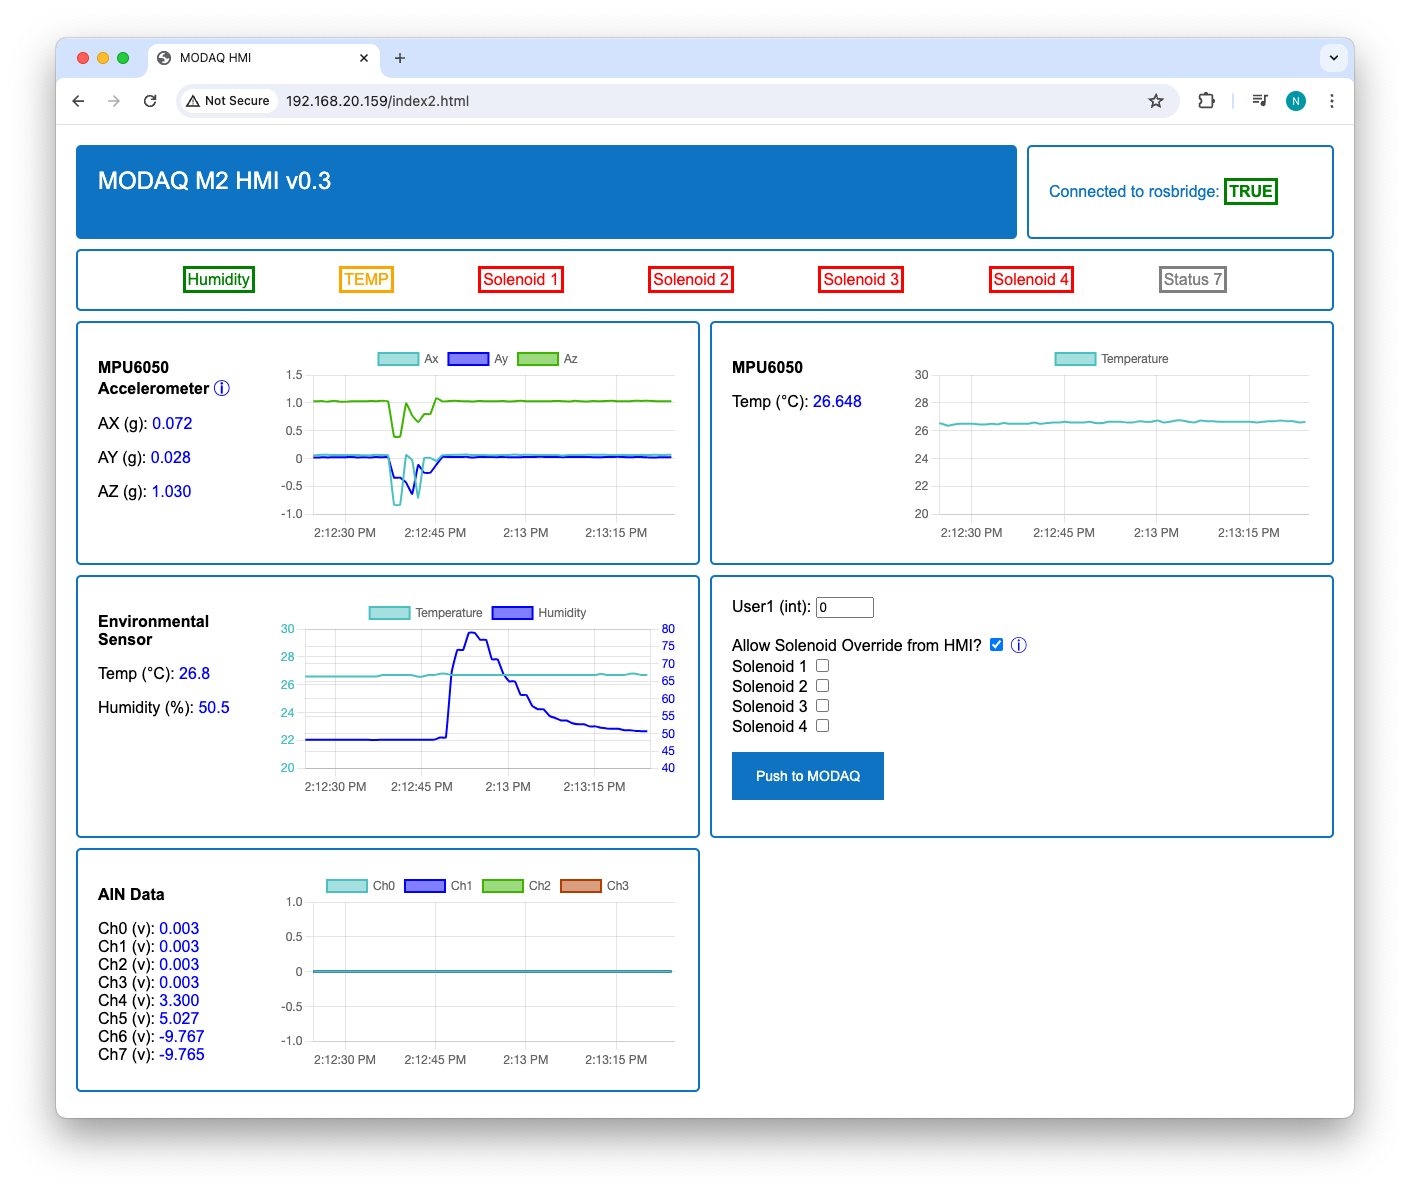 MODAQ HMI
Not Secure 192.168.20.159/index2.html
N
MODAQ M2 HMI v0.3
Connected to rosbridge: TRUE
Humidity TEMP Solenoid 1 Solenoid 2 Solenoid 3 Solenoid 4 Status 7
MPU6050
Accelerometer ⓘ
AX (g): 0.072
AY (g): 0.028
AZ (g): 1.030
Ax Ay Az
1.5
1.0
0.5
0
-0.5
-1.0
2:12:30 PM 2:12:45 PM 2:13 PM 2:13:15 PM
MPU6050
Temp (°C): 26.648
Temperature
30
28
26
24
22
20
2:12:30 PM 2:12:45 PM 2:13 PM 2:13:15 PM
Environmental
Sensor
Temp (°C): 26.8
Humidity (%): 50.5
Temperature Humidity
30
28
26
24
22
20
80
75
70
65
60
55
50
45
40
2:12:30 PM 2:12:45 PM 2:13 PM 2:13:15 PM
User1 (int): 0
Allow Solenoid Override from HMI? ⓘ
Solenoid 1
Solenoid 2
Solenoid 3
Solenoid 4
Push to MODAQ
AIN Data
Ch0 (v): 0.003
Ch1 (v): 0.003
Ch2 (v): 0.003
Ch3 (v): 0.003
Ch4 (v): 3.300
Ch5 (v): 5.027
Ch6 (v): -9.767
Ch7 (v): -9.765
Ch0 Ch1 Ch2 Ch3
1.0
0.5
0
-0.5
-1.0
2:12:30 PM 2:12:45 PM 2:13 PM 2:13:15 PM